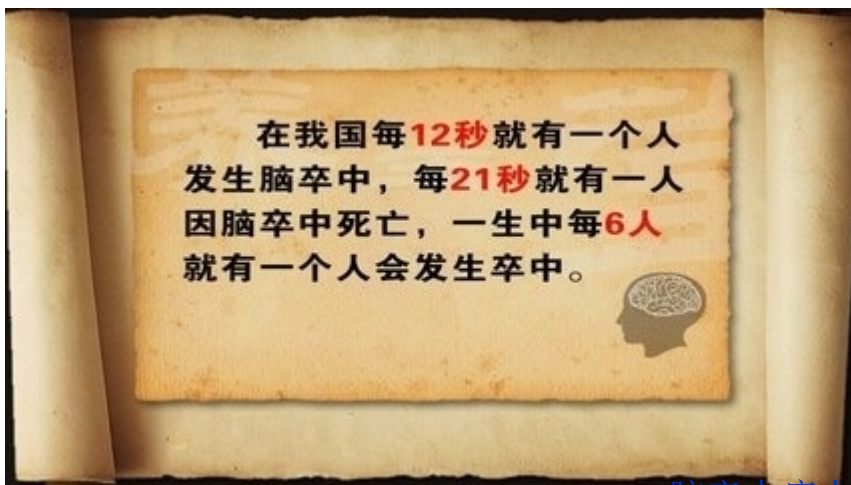 在我国每12秒就有一个人
发生脑卒中，每21秒就有一人
因脑卒中死亡，一生中每6人
就有一个人会发生卒中。